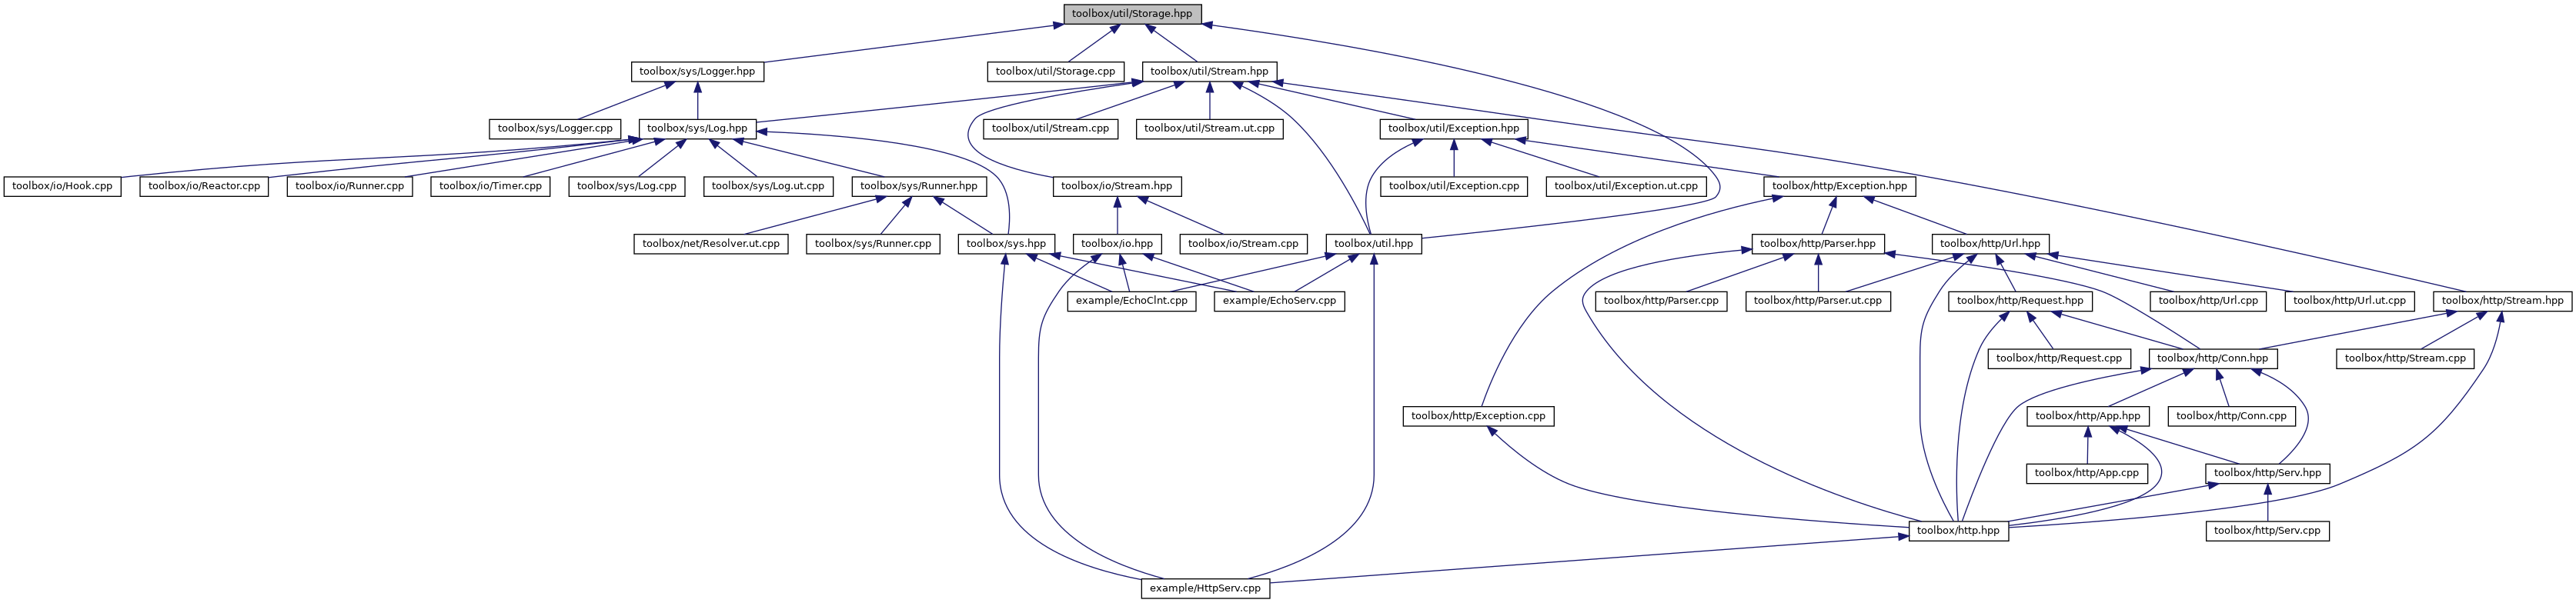 toolbox/util/Storage.hpp
toolbox/sys/Logger.hpp
toolbox/util/Storage.cpp
toolbox/util/Stream.hpp
toolbox/sys/Logger.cpp
toolbox/sys/Log.hpp
toolbox/util/Stream.cpp
toolbox/util/Stream.ut.cpp
toolbox/util/Exception.hpp
toolbox/io/Hook.cpp
toolbox/io/Reactor.cpp
toolbox/io/Runner.cpp
toolbox/io/Timer.cpp
toolbox/sys/Log.cpp
toolbox/sys/Log.ut.cpp
toolbox/sys/Runner.hpp
toolbox/io/Stream.hpp
toolbox/util/Exception.cpp
toolbox/util/Exception.ut.cpp
toolbox/http/Exception.hpp
toolbox/net/Resolver.ut.cpp
toolbox/sys/Runner.cpp
toolbox/sys.hpp
toolbox/io.hpp
toolbox/io/Stream.cpp
toolbox/util.hpp
toolbox/http/Parser.hpp
toolbox/http/Url.hpp
example/EchoClnt.cpp
example/EchoServ.cpp
toolbox/http/Parser.cpp
toolbox/http/Parser.ut.cpp
toolbox/http/Request.hpp
toolbox/http/Url.cpp
toolbox/http/Url.ut.cpp
toolbox/http/Stream.hpp
toolbox/http/Request.cpp
toolbox/http/Conn.hpp
toolbox/http/Stream.cpp
toolbox/http/Exception.cpp
toolbox/http/App.hpp
toolbox/http/Conn.cpp
toolbox/http/App.cpp
toolbox/http/Serv.hpp
toolbox/http.hpp
toolbox/http/Serv.cpp
example/HttpServ.cpp